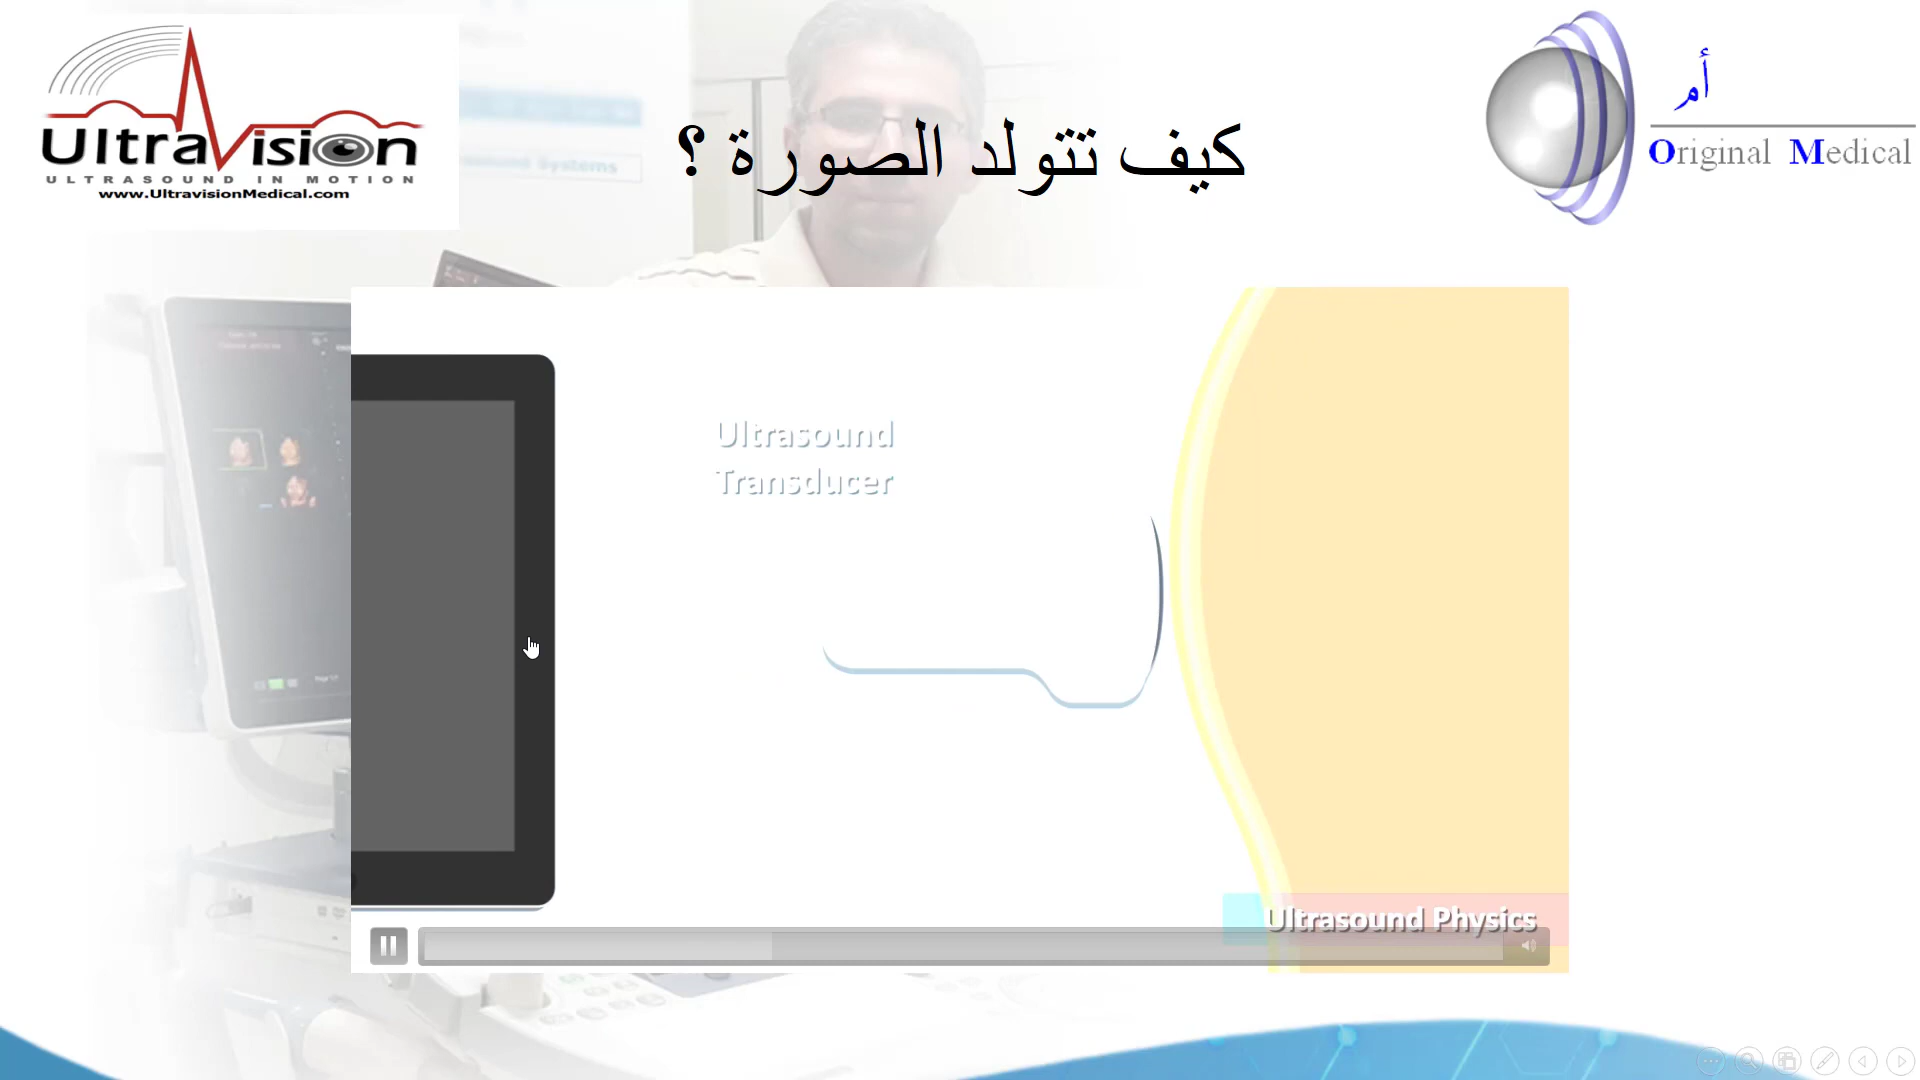 UltraVision
ULTRASOUND IN MOTION
www.UltravisionMedical.com
كيف تتولد الصورة ؟
أم
Original Medical
Ultrasound
Transducer
Ultrasound Physics